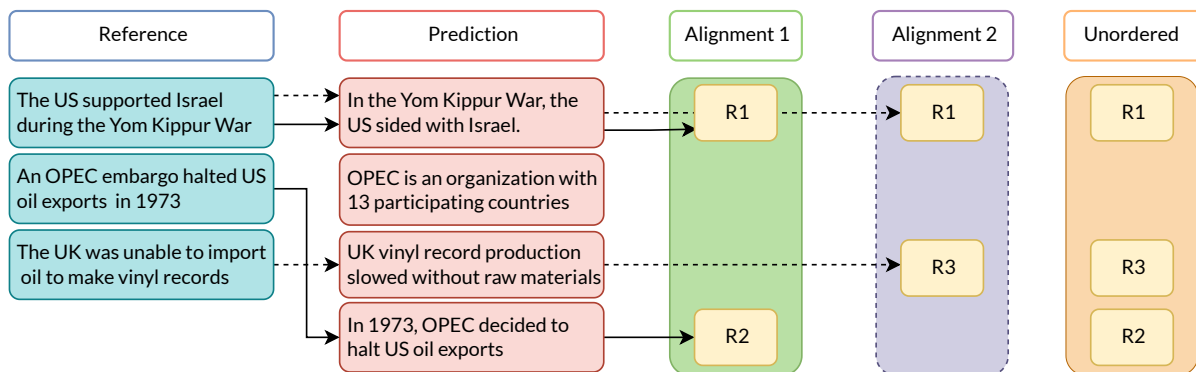 Reference
Prediction
Alignment 1
Alignment 2
Unordered
The US supported Israel
during the Yom Kippur War
In the Yom Kippur War, the
US sided with Israel.
R1
R1
R1
An OPEC embargo halted US
oil exports in 1973
OPEC is an organization with
13 participating countries
The UK was unable to import
oil to make vinyl records
UK vinyl record production
slowed without raw materials
R3
R3
In 1973, OPEC decided to
halt US oil exports
R2
R2